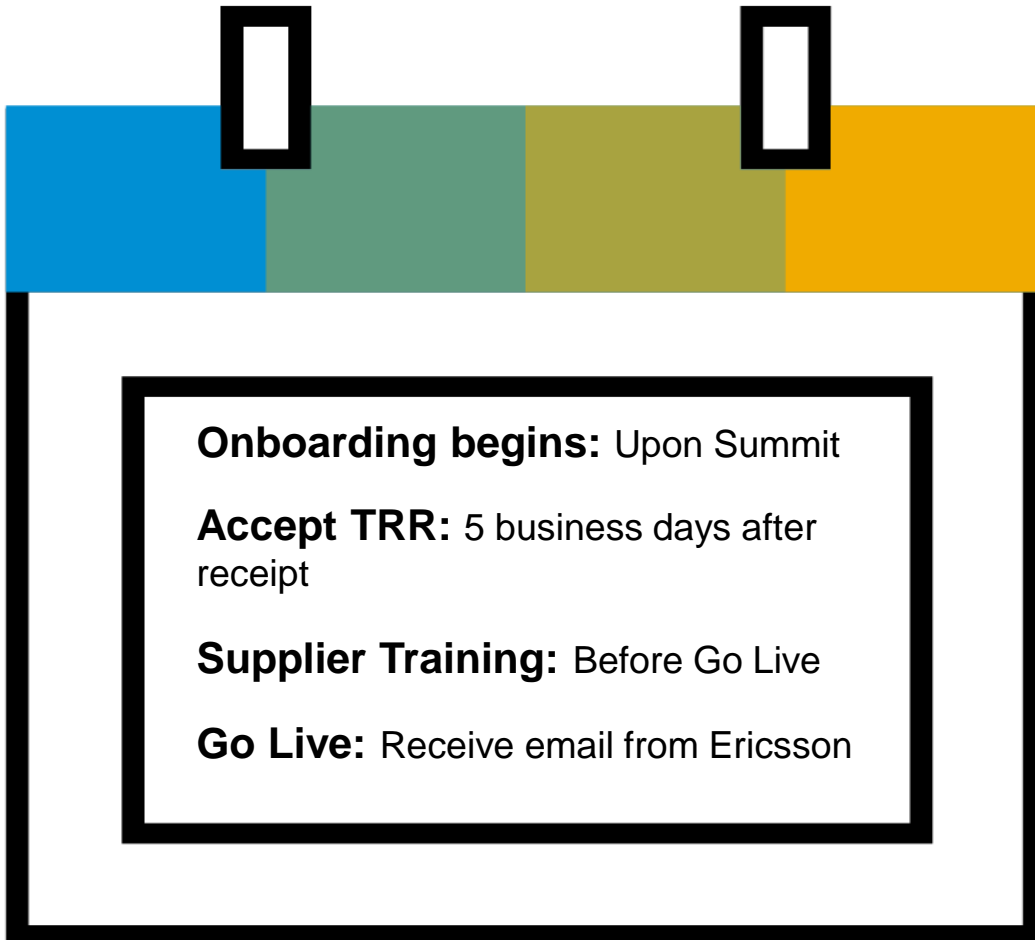 Onboarding begins: Upon Summit
Accept TRR: 5 business days after
receipt
Supplier Training: Before Go Live
Go Live: Receive email from Ericsson